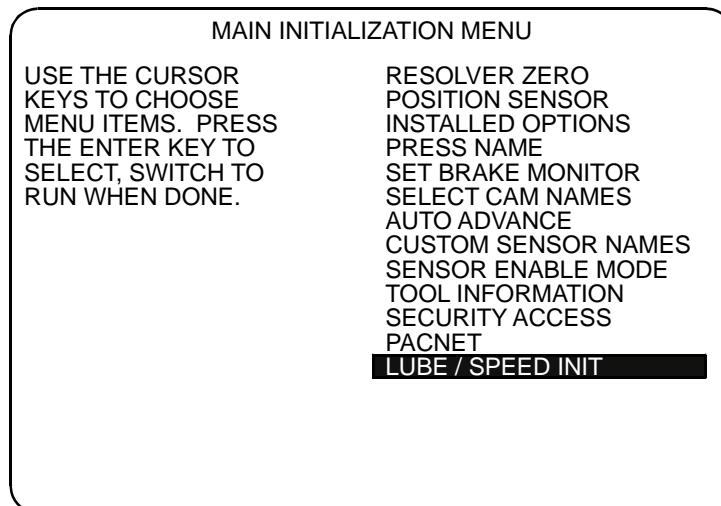 MAIN INITIALIZATION MENU
USE THE CURSOR
KEYS TO CHOOSE
MENU ITEMS. PRESS
THE ENTER KEY TO
SELECT, SWITCH TO
RUN WHEN DONE.
RESOLVER ZERO
POSITION SENSOR
INSTALLED OPTIONS
PRESS NAME
SET BRAKE MONITOR
SELECT CAM NAMES
AUTO ADVANCE
CUSTOM SENSOR NAMES
SENSOR ENABLE MODE
TOOL INFORMATION
SECURITY ACCESS
PACNET
LUBE / SPEED INIT